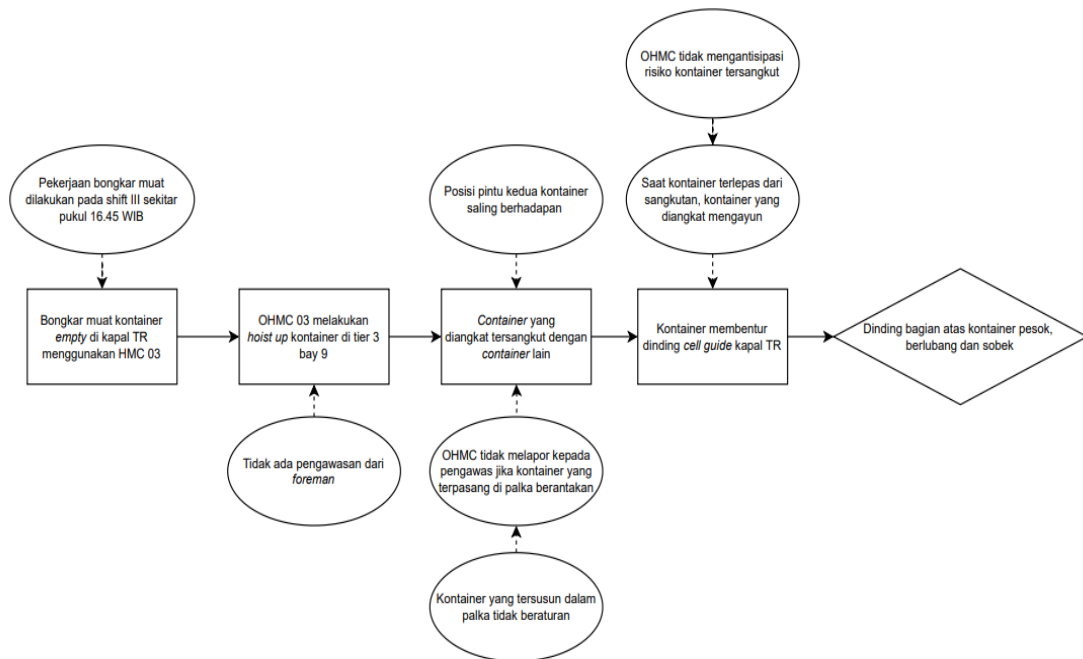 OHMC tidak mengantisipasi
risiko kontainer tersangkut
Pekerjaan bongkar muat
dilakukan pada shift III sekitar
pukul 16.45 WIB
Posisi pintu kedua kontainer
saling berhadapan
Saat kontainer terlepas dari
sangkutan, kontainer yang
diangkat mengayun
Bongkar muat kontainer
empty di kapal TR
menggunakan HMC 03
OHMC 03 melakukan
hoist up kontainer di tier 3
bay 9
Container yang
diangkat tersangkut dengan
container lain
Kontainer membentur
dinding cell guide kapal TR
Dinding bagian atas kontainer pesok,
berlubang dan sobek
Tidak ada pengawasan dari
foreman
OHMC tidak melapor kepada
pengawas jika kontainer yang
terpasang di palka berantakan
Kontainer yang tersusun dalam
palka tidak beraturan